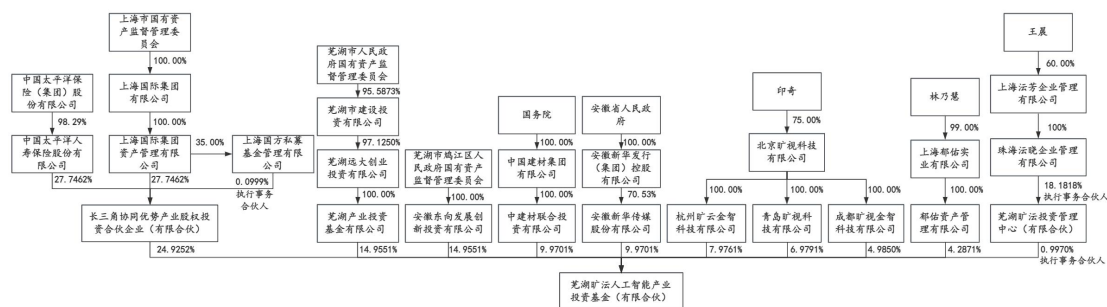 上海市国有资
产监督管理委
员会
100.00%
中国太平洋保
险（集团）股
份有限公司
98.29%
上海国际集团
有限公司
100.00%
中国太平洋人
寿保险股份有
限公司
27.7462%
上海国际集团
资产管理有限
公司
27.7462%
35.00%
上海国方私募
基金管理有限
公司
0.0999%
执行事务
合伙人
长三角协同优势产业股权投
资合伙企业（有限合伙）
24.9252%
芜湖市人民政
府国有资产监
督管理委员会
95.5873%
芜湖市建设投
资有限公司
97.1250%
芜湖远大创业
投资有限公司
100.00%
芜湖产业投资
基金有限公司
14.9551%
芜湖市鸠江区人
民政府国有资产
监督管理委员会
100.00%
安徽东向发展创
新投资有限公司
14.9551%
国务院
100.00%
中国建材集团
有限公司
100.00%
中建材联合投
资有限公司
9.9701%
安徽省人民政
府
100.00%
安徽新华发行
（集团）控股
有限公司
70.53%
安徽新华传媒
股份有限公司
9.9701%
印奇
75.00%
北京旷视科技有
限公司
100.00%
100.00%
100.00%
杭州旷云金智
科技有限公司
7.9761%
青岛旷视科
技有限公司
6.9791%
成都旷视金智
科技有限公司
4.9850%
林乃慧
99.00%
上海郁佑实
业有限公司
100.00%
郁佑资产管
理有限公司
4.2871%
王晨
60.00%
上海沄芳企业管理
有限公司
100%
珠海沄晓企业管理
有限公司
18.1818%
执行事务
合伙人
芜湖旷沄投资管理
中心（有限合伙）
0.9970%
执行事务合伙人
芜湖旷沄人工智能产业
投资基金（有限合伙）